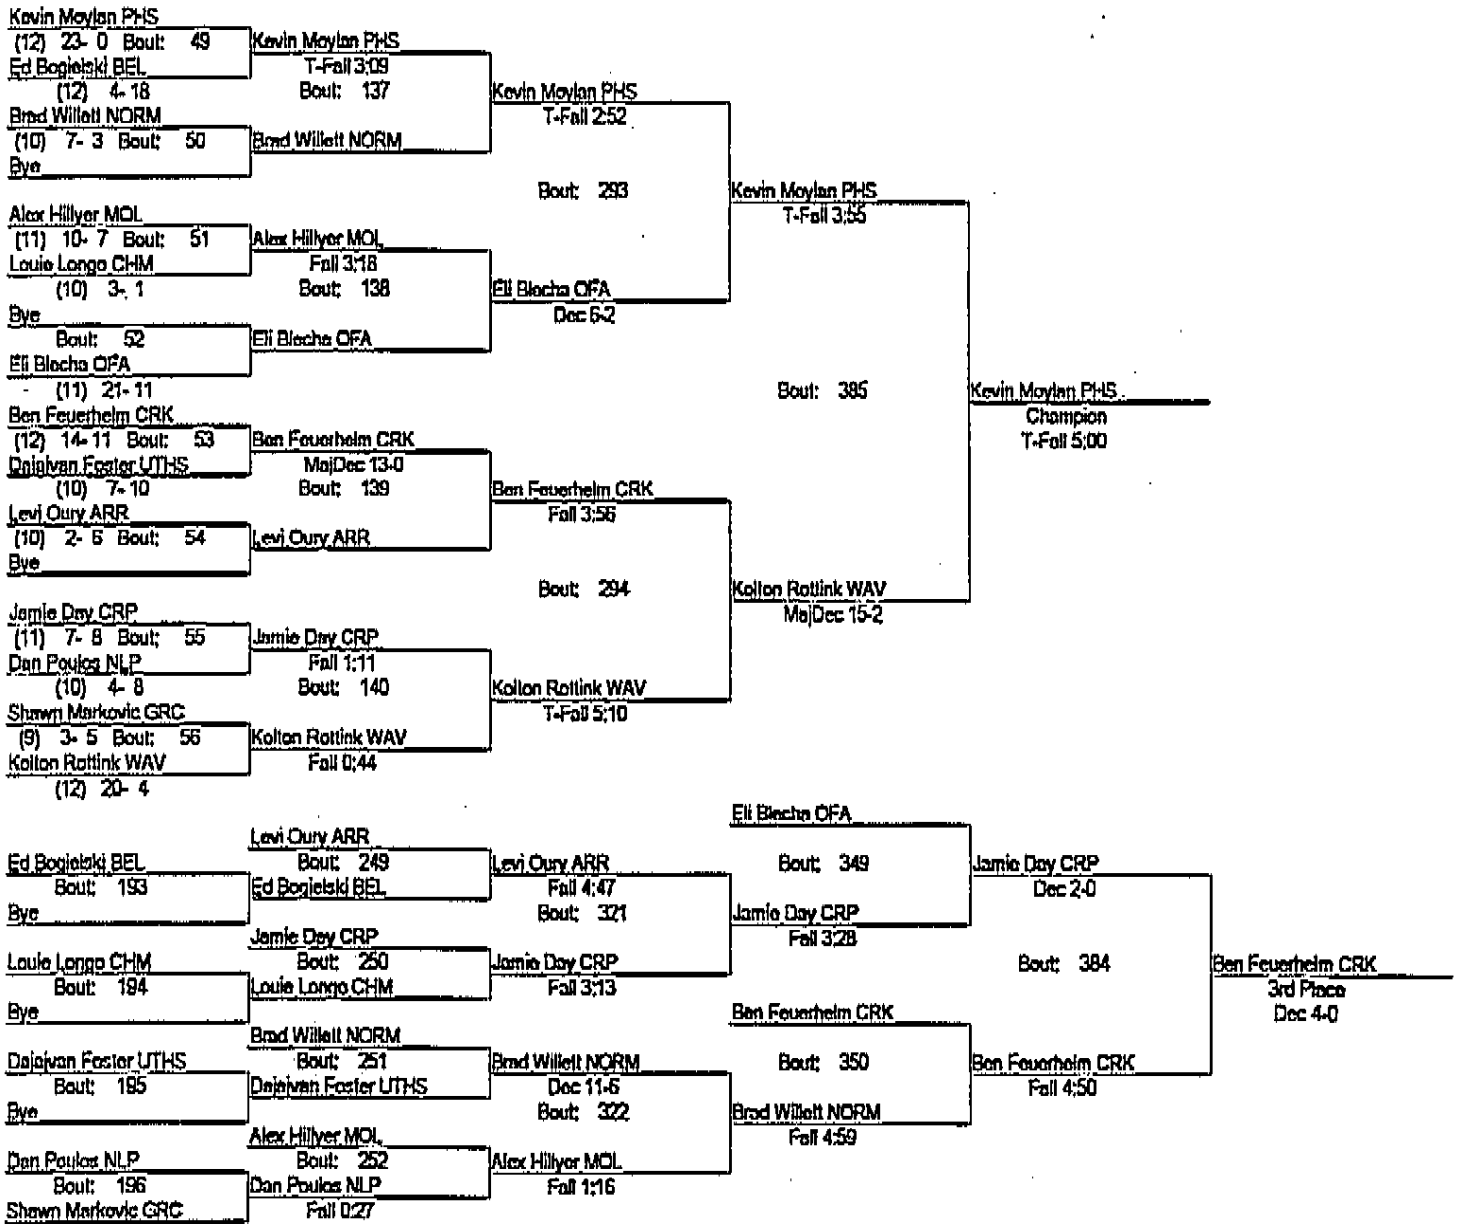 Kevin Moylan PHS
(12) 23- 0 Bout: 49
Ed Bogielski BEL
(12) 4- 18
Brad Willett NORM
(10) 7- 3 Bout: 50
Bye
Alex Hillyer MOL
(11) 10- 7 Bout: 51
Louie Longo CHM
(10) 3- 1
Bye
Bout: 52
Eli Blecha OFA
(11) 21- 11
Ben Feuerhelm CRK
(12) 14- 11 Bout: 53
Dajaivan Foster UTHS
(10) 7- 10
Levi Oury ARR
(10) 2- 6 Bout: 54
Bye
Jamie Day CRP
(11) 7- 8 Bout: 55
Dan Poulos NLP
(10) 4- 8
Shawn Markovic GRC
(9) 3- 5 Bout: 56
Kolton Rottink WAV
(12) 20- 4
Kevin Moylan PHS
T-Fall 3:09
Bout: 137
Brad Willett NORM
Alex Hillyer MOL
Fall 3:18
Bout: 138
Eli Blecha OFA
Ben Feuerhelm CRK
MajDec 13-0
Bout: 139
Levi Oury ARR
Jamie Day CRP
Fall 1:11
Bout: 140
Kolton Rottink WAV
Fall 0:44
Kevin Moylan PHS
T-Fall 2:52
Bout: 293
Eli Blecha OFA
Dec 6-2
Ben Feuerhelm CRK
Fall 3:56
Bout: 294
Kolton Rottink WAV
T-Fall 5:10
Kevin Moylan PHS
T-Fall 3:55
Bout: 385
Kolton Rottink WAV
MajDec 15-2
Kevin Moylan PHS
Champion
T-Fall 5:00
Ed Bogielski BEL
Bout: 193
Bye
Louie Longo CHM
Bout: 194
Bye
Dajaivan Foster UTHS
Bout: 195
Bye
Dan Poulos NLP
Bout: 196
Shawn Markovic GRC
Levi Oury ARR
Bout: 249
Ed Bogielski BEL
Jamie Day CRP
Bout: 250
Louie Longo CHM
Brad Willett NORM
Bout: 251
Dajaivan Foster UTHS
Alex Hillyer MOL
Bout: 252
Dan Poulos NLP
Fall 0:27
Levi Oury ARR
Fall 4:47
Bout: 321
Jamie Day CRP
Fall 3:13
Brad Willett NORM
Dec 11-6
Bout: 322
Alex Hillyer MOL
Fall 1:16
Eli Blecha OFA
Bout: 349
Jamie Day CRP
Fall 3:28
Ben Feuerhelm CRK
Bout: 350
Brad Willett NORM
Fall 4:59
Jamie Day CRP
Dec 2-0
Bout: 384
Ben Feuerhelm CRK
Fall 4:50
Ben Feuerhelm CRK
3rd Place
Dec 4-0